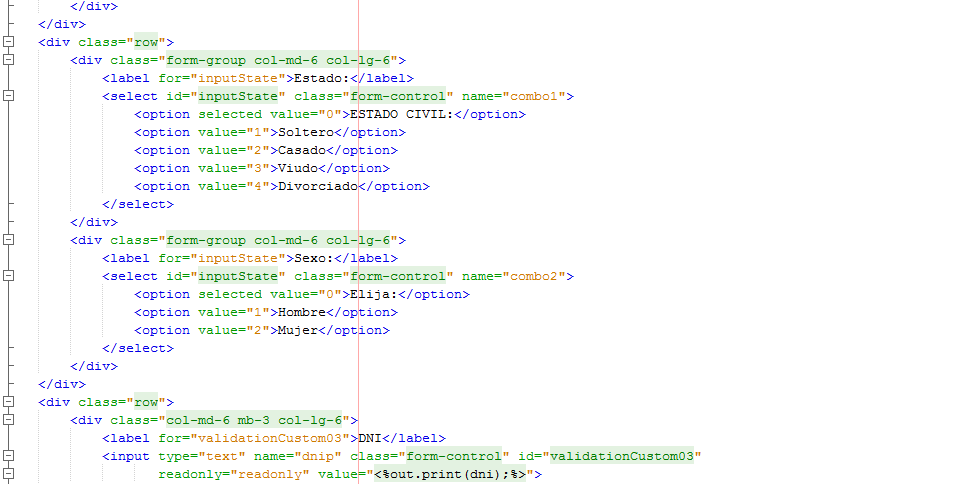 </div>
</div>
<div class="row">
<div class="form-group col-md-6 col-lg-6">
<label for="inputState">Estado:</label>
<select id="inputState" class="form-control" name="combo1">
<option selected value="0">ESTADO CIVIL:</option>
<option value="1">Soltero</option>
<option value="2">Casado</option>
<option value="3">Viudo</option>
<option value="4">Divorciado</option>
</select>
</div>
<div class="form-group col-md-6 col-lg-6">
<label for="inputState">Sexo:</label>
<select id="inputState" class="form-control" name="combo2">
<option selected value="0">Elija:</option>
<option value="1">Hombre</option>
<option value="2">Mujer</option>
</select>
</div>
</div>
<div class="row">
<div class="col-md-6 mb-3 col-lg-6">
<label for="validationCustom03">DNI</label>
<input type="text" name="dnip" class="form-control" id="validationCustom03"
readonly="readonly" value="<%out.print(dni);%>">